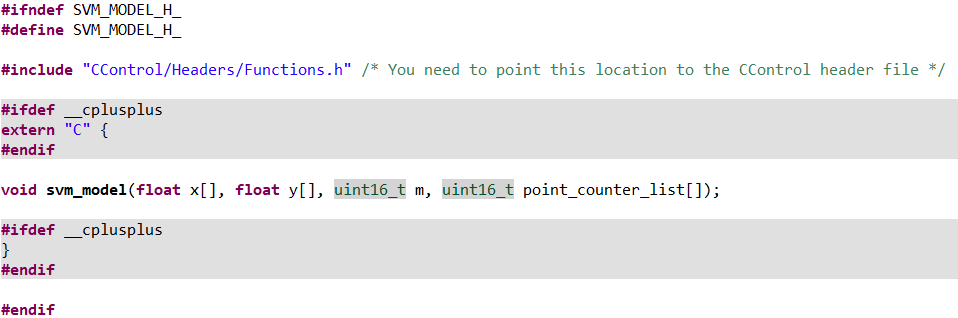 #ifndef SVM_MODEL_H_
#define SVM_MODEL_H_
#include "CControl/Headers/Functions.h" /* You need to point this location to the CControl header file */
#ifdef __cplusplus
extern "C" {
#endif
void svm_model(float x[], float y[], uint16_t m, uint16_t point_counter_list[]);
#ifdef __cplusplus
}
#endif
#endif